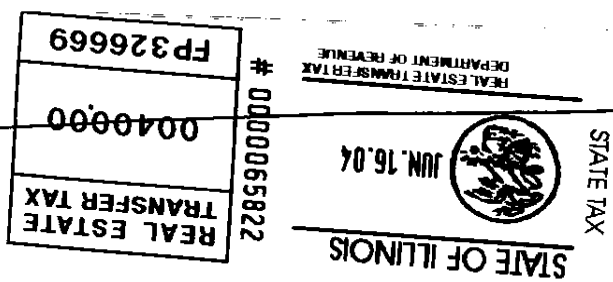 STATE TAX
STATE OF ILLINOIS
JUN.16.04
REAL ESTATE TRANSFER TAX
DEPARTMENT OF REVENUE
# 0000065822
REAL ESTATE
TRANSFER TAX
00400.00
FP326669